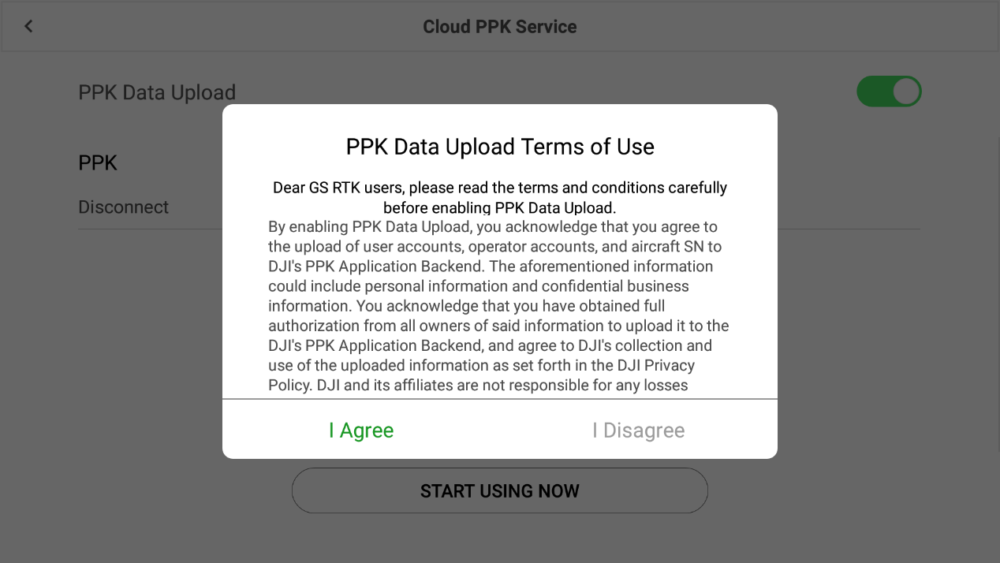 Cloud PPK Service
PPK Data Upload
PPK Data Upload Terms of Use
PPK
Dear GS RTK users, please read the terms and conditions carefully
before enabling PPK Data Upload.
Disconnect
By enabling PPK Data Upload, you acknowledge that you agree to
the upload of user accounts, operator accounts, and aircraft SN to
DJI's PPK Application Backend. The aforementioned information
could include personal information and confidential business
information. You acknowledge that you have obtained full
authorization from all owners of said information to upload it to the
DJI's PPK Application Backend, and agree to DJI's collection and
use of the uploaded information as set forth in the DJI Privacy
Policy. DJI and its affiliates are not responsible for any losses
I Agree
I Disagree
START USING NOW